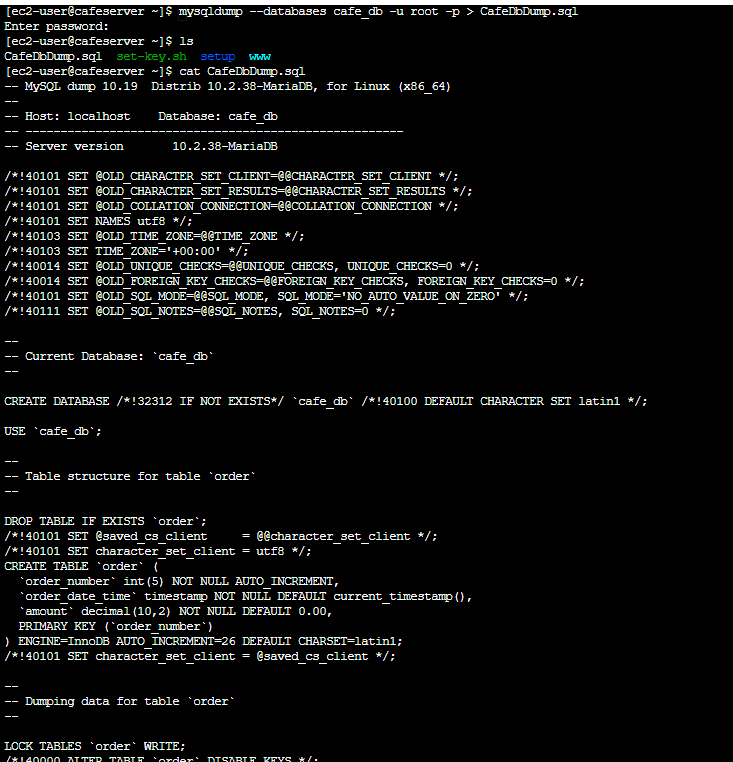 [ec2-user@cafeserver ~]$ mysqldump --databases cafe_db -u root -p > CafeDbDump.sql
Enter password:
[ec2-user@cafeserver ~]$ ls
CafeDbDump.sql  set-key.sh  setup  www
[ec2-user@cafeserver ~]$ cat CafeDbDump.sql
-- MySQL dump 10.19  Distrib 10.2.38-MariaDB, for Linux (x86_64)
--
-- Host: localhost    Database: cafe_db
-- ------------------------------------------------------
-- Server version       10.2.38-MariaDB

/*!40101 SET @OLD_CHARACTER_SET_CLIENT=@@CHARACTER_SET_CLIENT */;
/*!40101 SET @OLD_CHARACTER_SET_RESULTS=@@CHARACTER_SET_RESULTS */;
/*!40101 SET @OLD_COLLATION_CONNECTION=@@COLLATION_CONNECTION */;
/*!40101 SET NAMES utf8 */;
/*!40103 SET @OLD_TIME_ZONE=@@TIME_ZONE */;
/*!40103 SET TIME_ZONE='+00:00' */;
/*!40014 SET @OLD_UNIQUE_CHECKS=@@UNIQUE_CHECKS, UNIQUE_CHECKS=0 */;
/*!40014 SET @OLD_FOREIGN_KEY_CHECKS=@@FOREIGN_KEY_CHECKS, FOREIGN_KEY_CHECKS=0 */;
/*!40101 SET @OLD_SQL_MODE=@@SQL_MODE, SQL_MODE='NO_AUTO_VALUE_ON_ZERO' */;
/*!40111 SET @OLD_SQL_NOTES=@@SQL_NOTES, SQL_NOTES=0 */;

--
-- Current Database: `cafe_db`
--

CREATE DATABASE /*!32312 IF NOT EXISTS*/ `cafe_db` /*!40100 DEFAULT CHARACTER SET latin1 */;

USE `cafe_db`;

--
-- Table structure for table `order`
--

DROP TABLE IF EXISTS `order`;
/*!40101 SET @saved_cs_client     = @@character_set_client */;
/*!40101 SET character_set_client = utf8 */;
CREATE TABLE `order` (
  `order_number` int(5) NOT NULL AUTO_INCREMENT,
  `order_date_time` timestamp NOT NULL DEFAULT current_timestamp(),
  `amount` decimal(10,2) NOT NULL DEFAULT 0.00,
  PRIMARY KEY (`order_number`)
) ENGINE=InnoDB AUTO_INCREMENT=26 DEFAULT CHARSET=latin1;
/*!40101 SET character_set_client = @saved_cs_client */;

--
-- Dumping data for table `order`
--

LOCK TABLES `order` WRITE;
/*!40000 ALTER TABLE `order` DISABLE KEYS */;